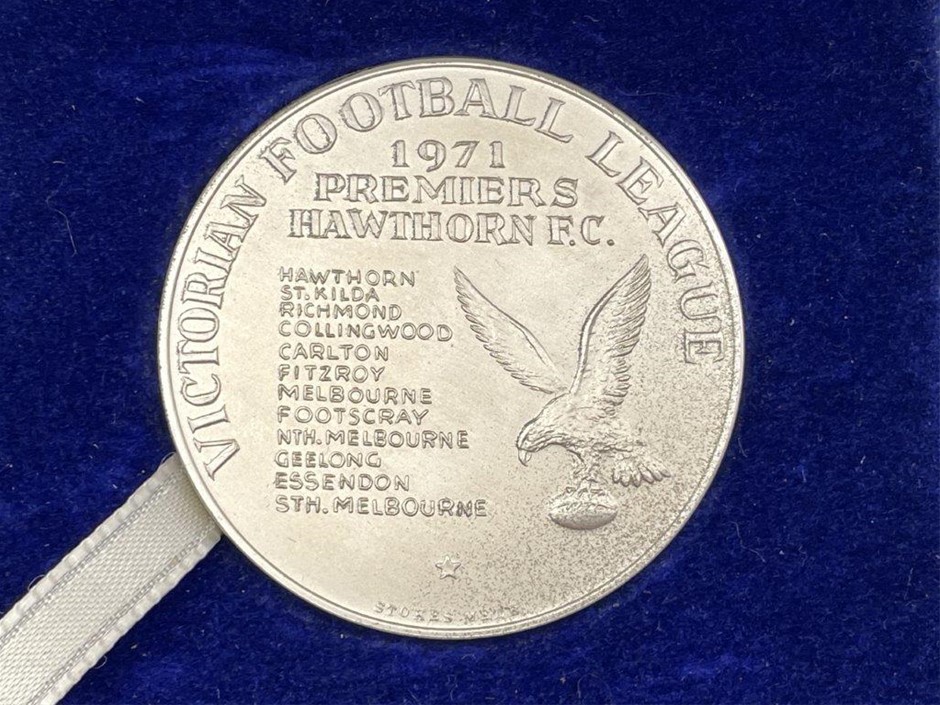 VICTORIAN FOOTBALL LEAGUE
1971
PREMIERS
HAWTHORN F.C.
HAWTHORN
ST. KILDA
RICHMOND
COLLINGWOOD
CARLTON
FITZROY
MELBOURNE
FOOTSCRAY
NTH. MELBOURNE
GEELONG
ESSENDON
STH. MELBOURNE
STOKES